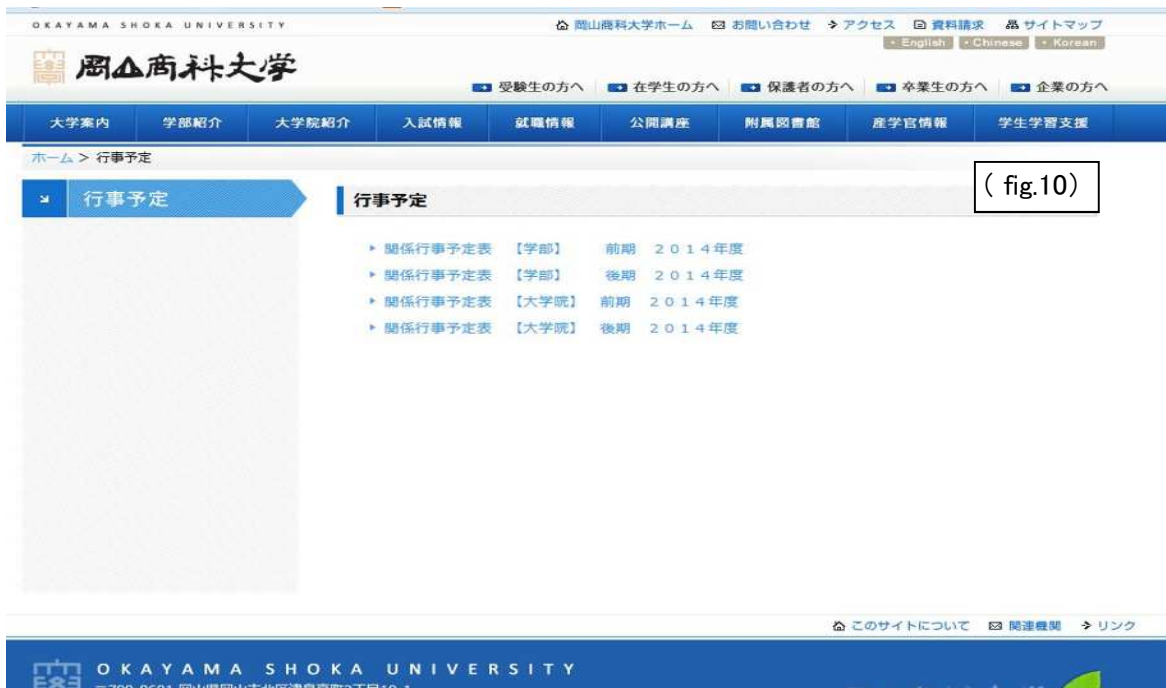 OKAYAMA SHOKA UNIVERSITY
岡山商科大学ホーム お問い合わせ アクセス 資料請求 サイトマップ
English Chinese Korean
岡山商科大学
受験生の方へ 在学生の方へ 保護者の方へ 卒業生の方へ 企業の方へ
大学案内 学部紹介 大学院紹介 入試情報 就職情報 公開講座 附属図書館 産学官情報 学生学習支援
ホーム > 行事予定
( fig.10)
行事予定
行事予定
関係行事予定表 【学部】 前期 2014年度
関係行事予定表 【学部】 後期 2014年度
関係行事予定表 【大学院】 前期 2014年度
関係行事予定表 【大学院】 後期 2014年度
このサイトについて 関連機関 リンク
OKAYAMA SHOKA UNIVERSITY